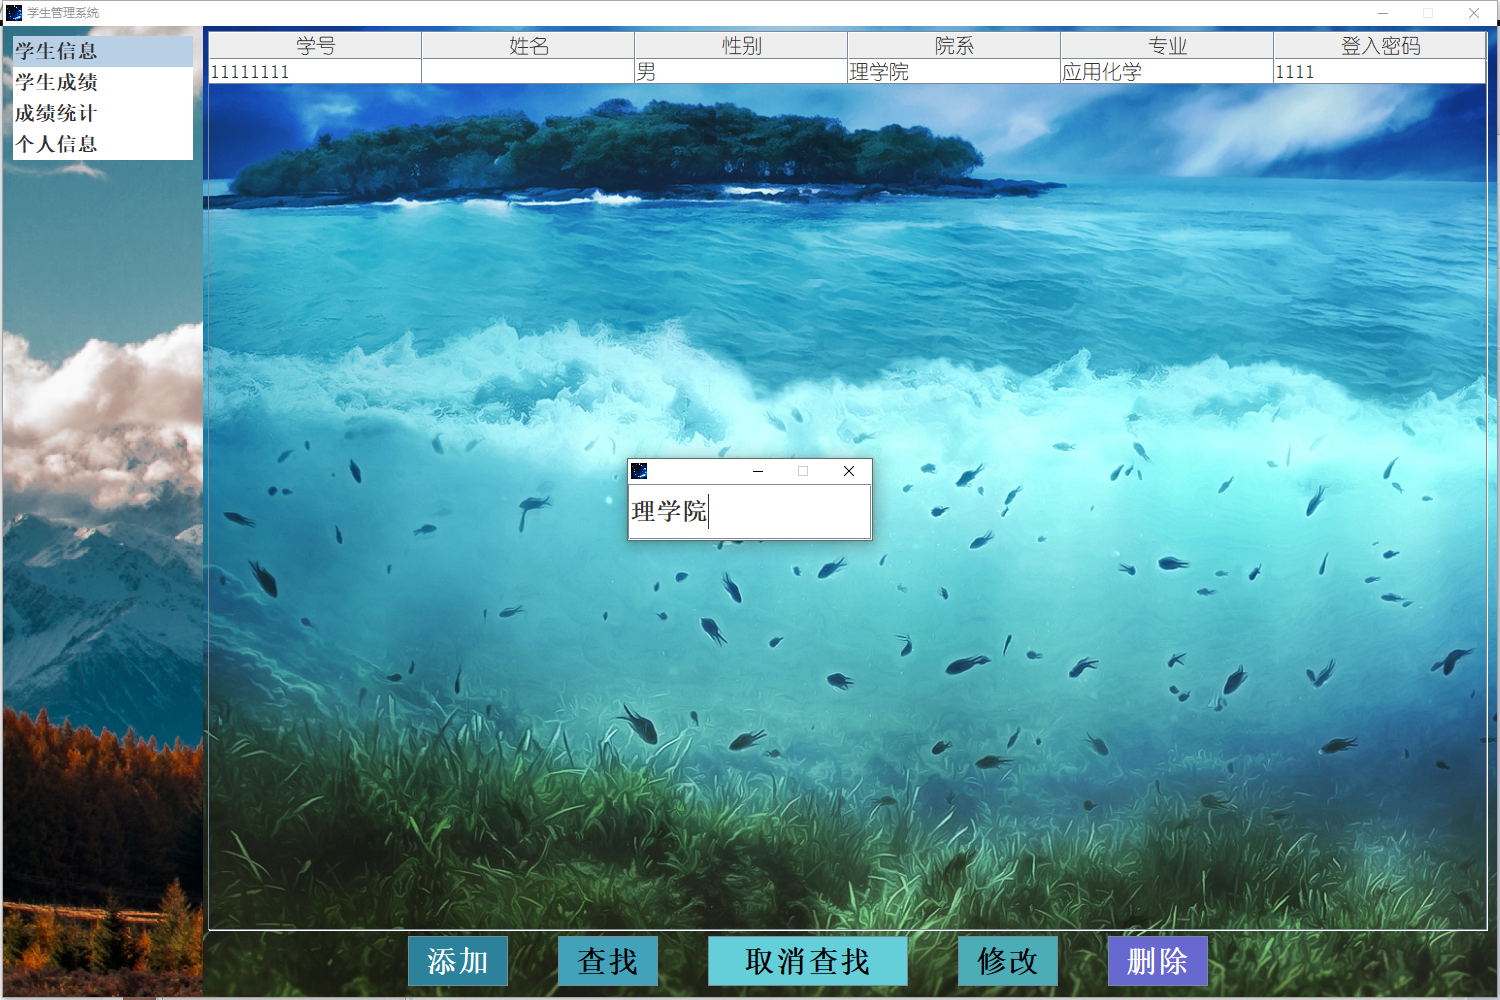 学生管理系统
学生信息
学生成绩
成绩统计
个人信息
学号 姓名 性别 院系 专业 登入密码
11111111 男 理学院 应用化学 1111
理学院
添加 查找 取消查找 修改 删除